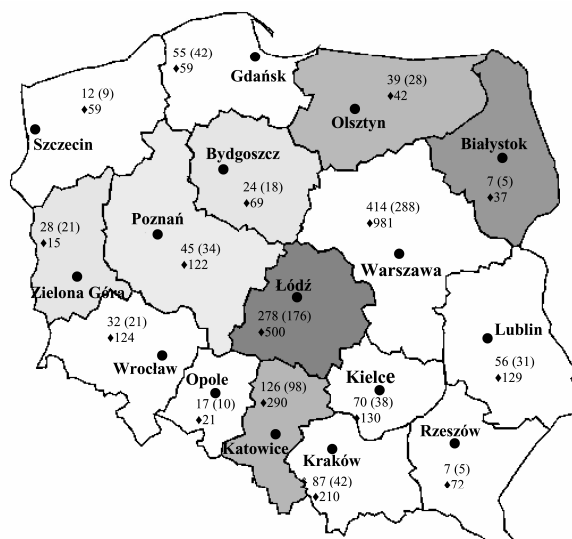 55 (42)
♦59
Gdańsk
12 (9)
♦59
Szczecin
39 (28)
♦42
Olsztyn
Białystok
7 (5)
♦37
Bydgoszcz
24 (18)
♦69
28 (21)
♦15
Zielona Góra
Poznań
45 (34)
♦122
414 (288)
♦981
Warszawa
Łódź
278 (176)
♦500
32 (21)
♦124
Wrocław
Lublin
56 (31)
♦129
Opole
17 (10)
♦21
126 (98)
♦290
Katowice
Kielce
70 (38)
♦130
Kraków
87 (42)
♦210
Rzeszów
7 (5)
♦72